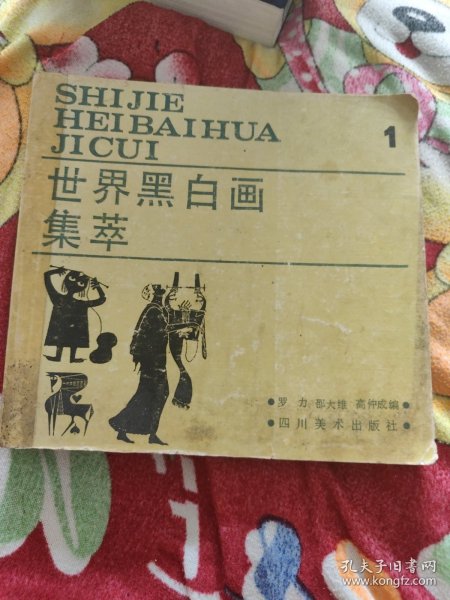 SHIJIE
HEIBAIHUA
JICUI
1
世界黑白画
集萃
●罗 力 邵大维 高仲成编●
●四川美术出版社●
孔夫子旧书网
www.kongfz.com